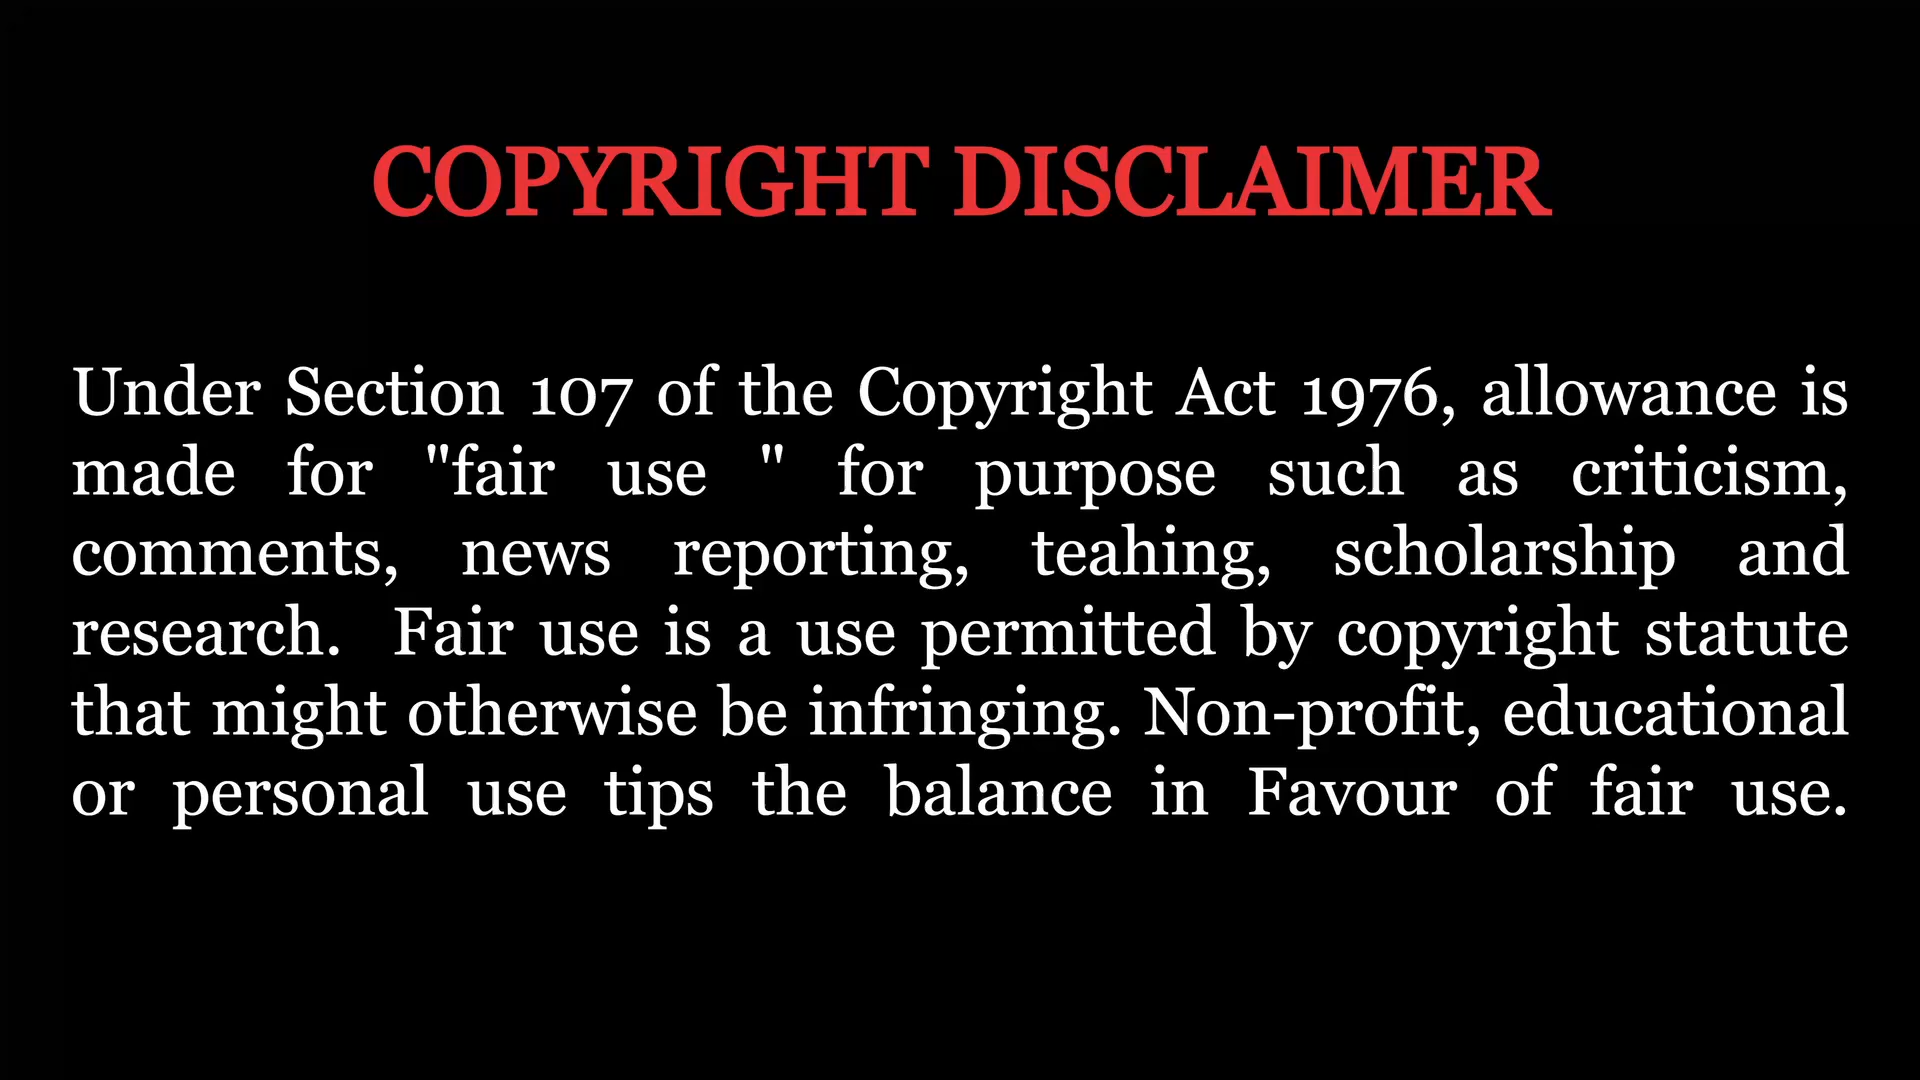 COPYRIGHT DISCLAIMER
Under Section 107 of the Copyright Act 1976, allowance is
made for "fair use " for purpose such as criticism,
comments, news reporting, teahing, scholarship and
research.  Fair use is a use permitted by copyright statute
that might otherwise be infringing. Non-profit, educational
or personal use tips the balance in Favour of fair use.